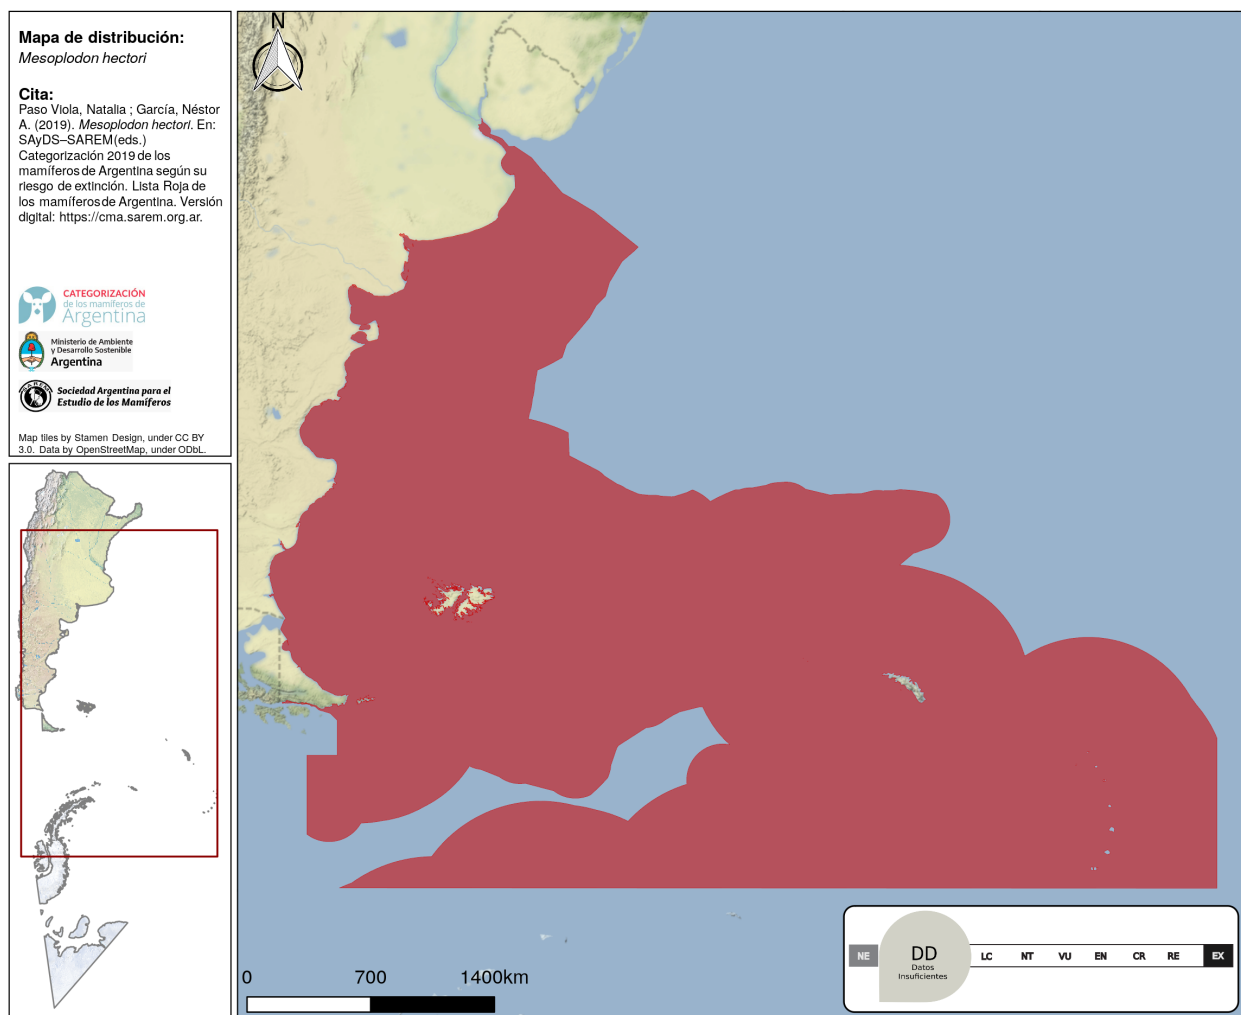 Mapa de distribución:
Mesoplodon hectori
Cita:
Paso Viola, Natalia ; García, Néstor
A. (2019). Mesoplodon hectori. En:
SAyDS–SAREM(eds.)
Categorización 2019 de los
mamíferos de Argentina según su
riesgo de extinción. Lista Roja de
los mamíferos de Argentina. Versión
digital: https://cma.sarem.org.ar.
CATEGORIZACIÓN
de los mamíferos de
Argentina
Ministerio de Ambiente
y Desarrollo Sostenible
Argentina
SAREM
Sociedad Argentina para el
Estudio de los Mamíferos
Map tiles by Stamen Design, under CC BY
3.0. Data by OpenStreetMap, under ODbL.
N
0 700 1400km
NE DD LC NT VU EN CR RE EX
Datos
Insuficientes